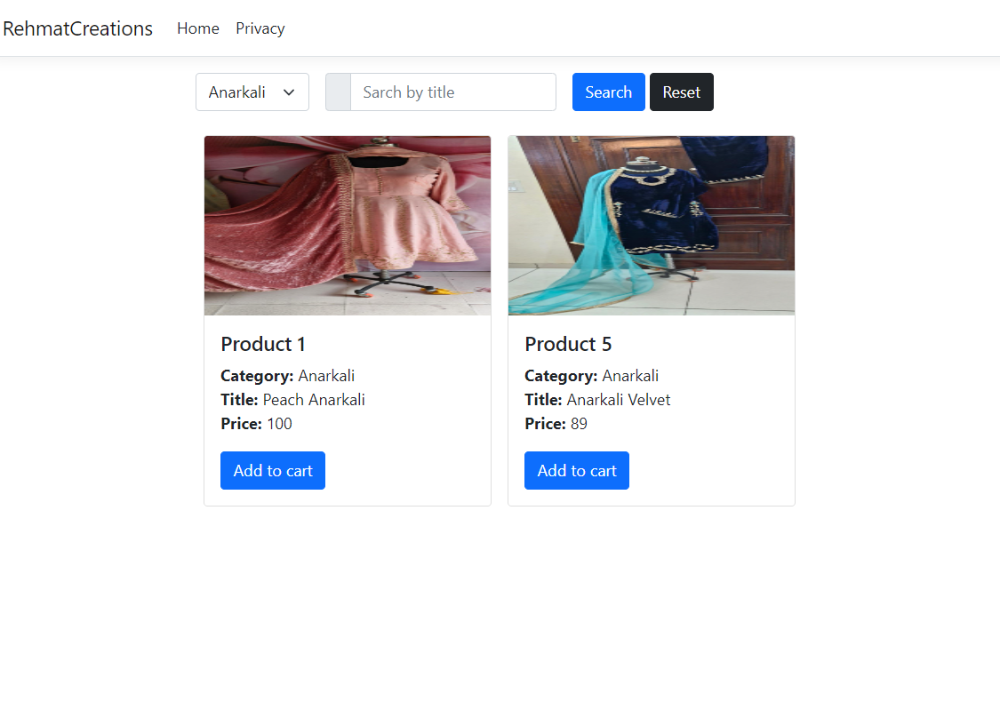 RehmatCreations Home Privacy
Anarkali Sarch by title Search Reset
Product 1
Category: Anarkali
Title: Peach Anarkali
Price: 100
Add to cart
Product 5
Category: Anarkali
Title: Anarkali Velvet
Price: 89
Add to cart